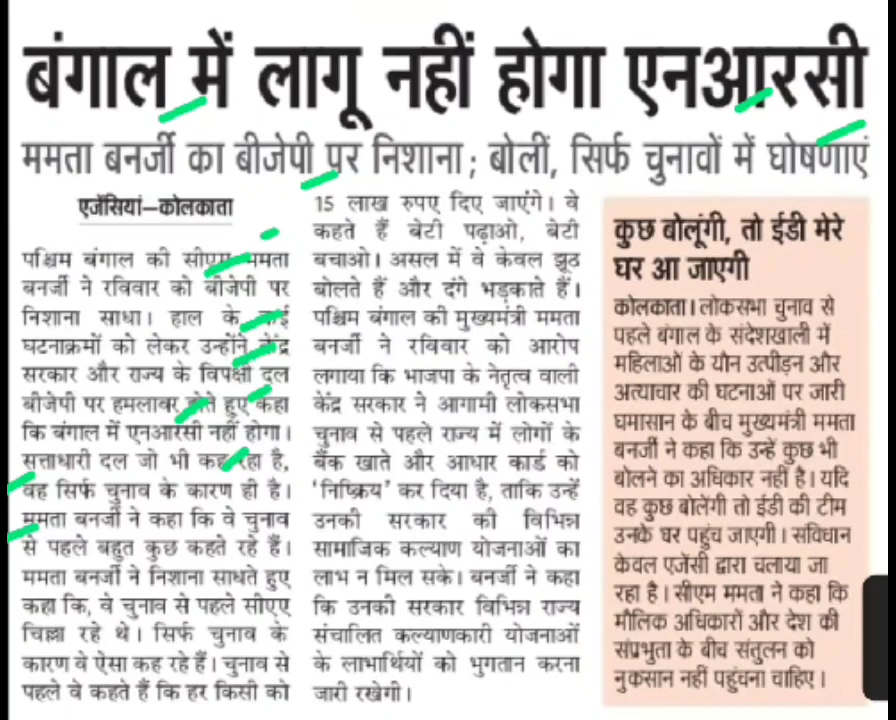 बंगाल में लागू नहीं होगा एनआरसी
ममता बनर्जी का बीजेपी पर निशाना; बोलीं, सिर्फ चुनावों में घोषणाएं
एजेंसियां—कोलकाता
पश्चिम बंगाल की सीएम ममता
बनर्जी ने रविवार को बीजेपी पर
निशाना साधा। हाल के कई
घटनाक्रमों को लेकर उन्होंने केंद्र
सरकार और राज्य के विपक्षी दल
बीजेपी पर हमलावर होते हुए कहा
कि बंगाल में एनआरसी नहीं होगा।
सत्ताधारी दल जो भी कह रहा है,
वह सिर्फ चुनाव के कारण ही है।
ममता बनर्जी ने कहा कि वे चुनाव
से पहले बहुत कुछ कहते रहे हैं।
ममता बनर्जी ने निशाना साधते हुए
कहा कि, वे चुनाव से पहले सीएए
चिल्ला रहे थे। सिर्फ चुनाव के
कारण वे ऐसा कह रहे हैं। चुनाव से
पहले वे कहते हैं कि हर किसी को
15 लाख रुपए दिए जाएंगे। वे
कहते हैं बेटी पढ़ाओ, बेटी
बचाओ। असल में वे केवल झूठ
बोलते हैं और दंगे भड़काते हैं।
पश्चिम बंगाल की मुख्यमंत्री ममता
बनर्जी ने रविवार को आरोप
लगाया कि भाजपा के नेतृत्व वाली
केंद्र सरकार ने आगामी लोकसभा
चुनाव से पहले राज्य में लोगों के
बैंक खाते और आधार कार्ड को
'निष्क्रिय' कर दिया है, ताकि उन्हें
उनकी सरकार की विभिन्न
सामाजिक कल्याण योजनाओं का
लाभ न मिल सके। बनर्जी ने कहा
कि उनकी सरकार विभिन्न राज्य
संचालित कल्याणकारी योजनाओं
के लाभार्थियों को भुगतान करना
जारी रखेगी।
कुछ बोलूंगी, तो ईडी मेरे
घर आ जाएगी
कोलकाता। लोकसभा चुनाव से
पहले बंगाल के संदेशखाली में
महिलाओं के यौन उत्पीड़न और
अत्याचार की घटनाओं पर जारी
घमासान के बीच मुख्यमंत्री ममता
बनर्जी ने कहा कि उन्हें कुछ भी
बोलने का अधिकार नहीं है। यदि
वह कुछ बोलेंगी तो ईडी की टीम
उनके घर पहुंच जाएगी। संविधान
केवल एजेंसी द्वारा चलाया जा
रहा है। सीएम ममता ने कहा कि
मौलिक अधिकारों और देश की
संप्रभुता के बीच संतुलन को
नुकसान नहीं पहुंचना चाहिए।